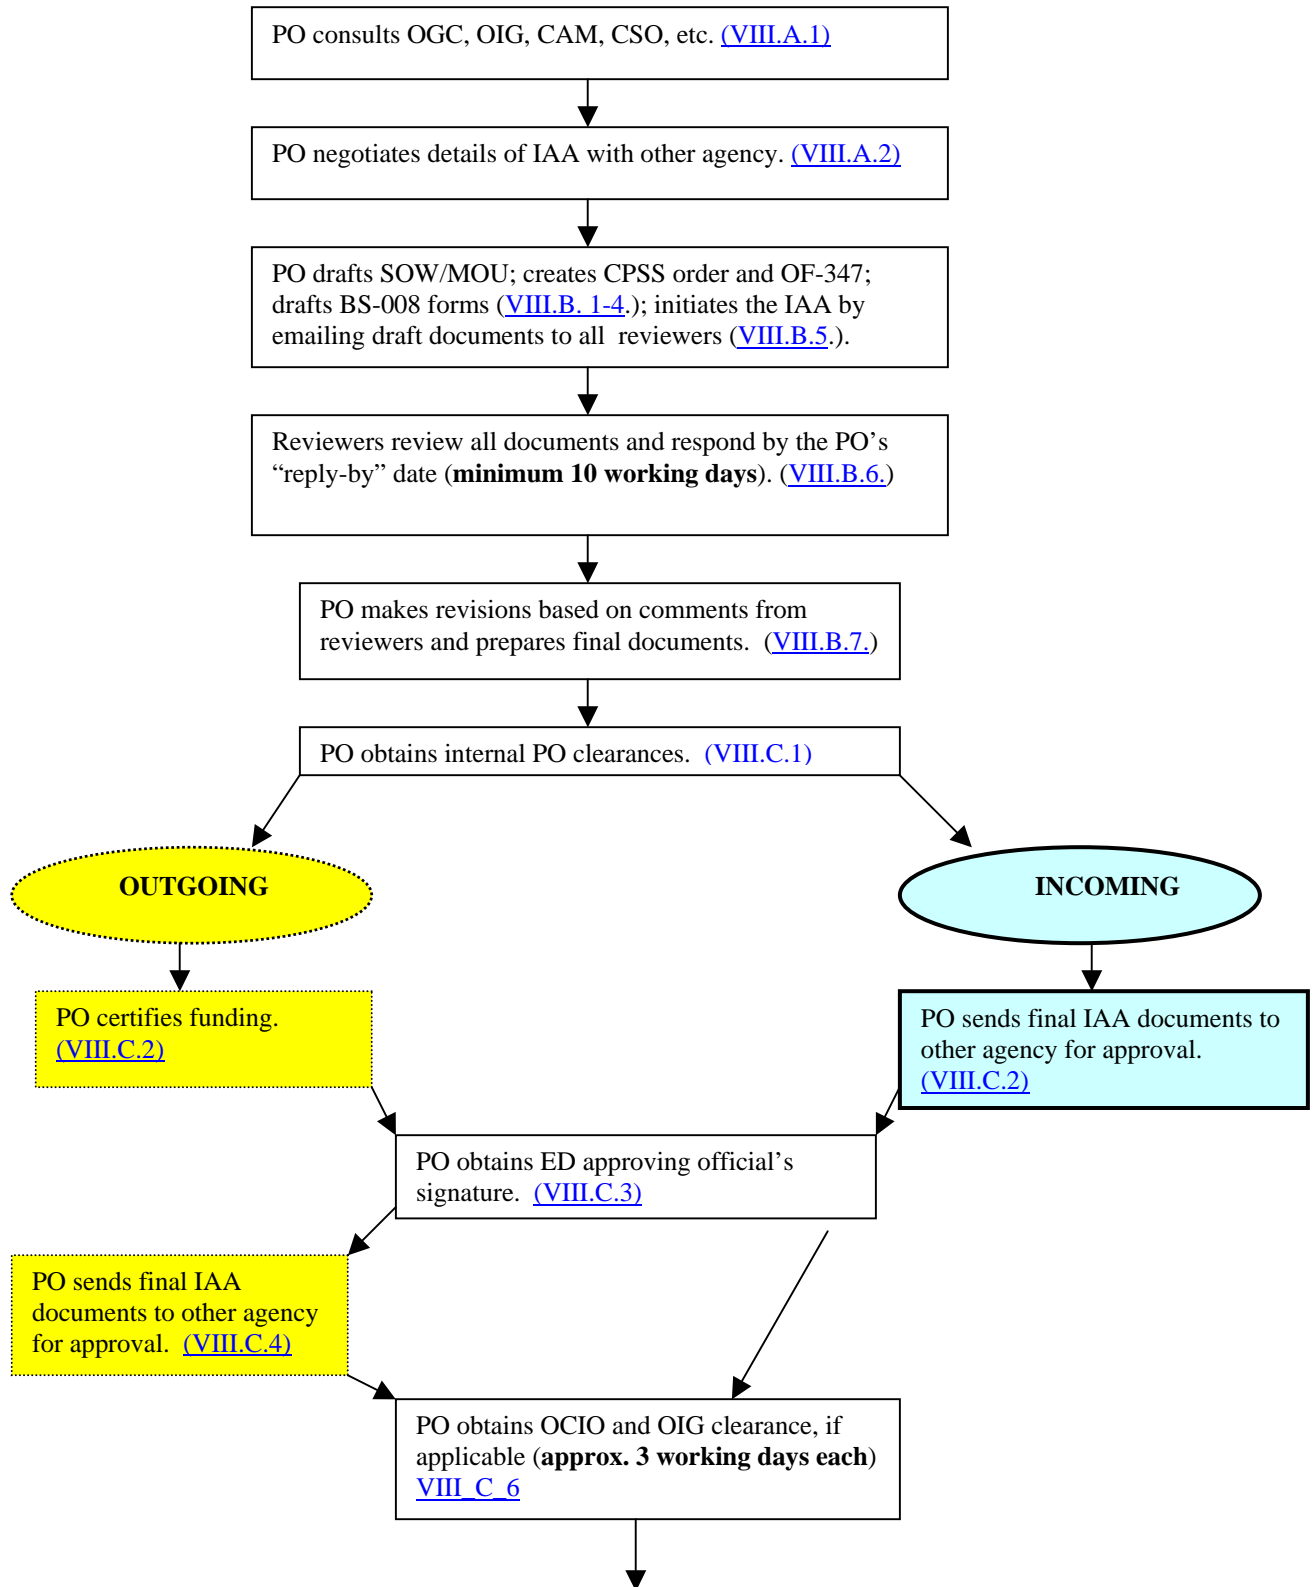 PO consults OGC, OIG, CAM, CSO, etc. (VIII.A.1)
PO negotiates details of IAA with other agency. (VIII.A.2)
PO drafts SOW/MOU; creates CPSS order and OF-347;
drafts BS-008 forms (VIII.B. 1-4.); initiates the IAA by
emailing draft documents to all reviewers (VIII.B.5.).
Reviewers review all documents and respond by the PO’s
“reply-by” date (minimum 10 working days). (VIII.B.6.)
PO makes revisions based on comments from
reviewers and prepares final documents. (VIII.B.7.)
PO obtains internal PO clearances. (VIII.C.1)
OUTGOING
INCOMING
PO certifies funding.
(VIII.C.2)
PO sends final IAA documents to
other agency for approval.
(VIII.C.2)
PO obtains ED approving official’s
signature. (VIII.C.3)
PO sends final IAA
documents to other agency
for approval. (VIII.C.4)
PO obtains OCIO and OIG clearance, if
applicable (approx. 3 working days each)
VIII_C_6